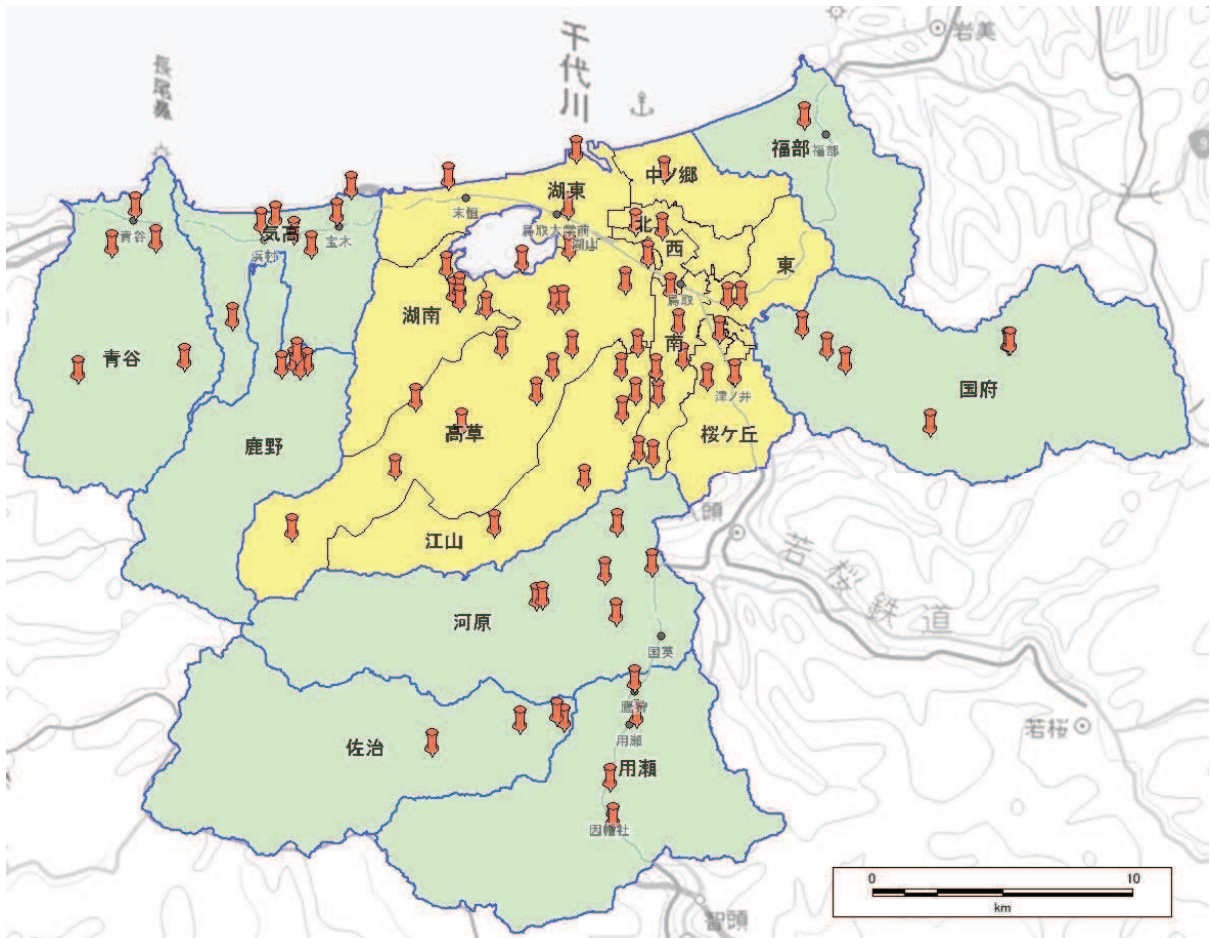 岩美
千代川
長尾鼻
福部
福部
中ノ郷
湖東
末恒
鳥取大学前
湖山
北
西
気高
青谷
浜村
宝木
東
鳥取
湖南
南
青谷
国府
津ノ井
鹿野
高草
桜ケ丘
江山
八頭
若桜鉄道
河原
国英
鷹狩
用瀬
若桜
佐治
用瀬
因幡社
智頭
0
10
km